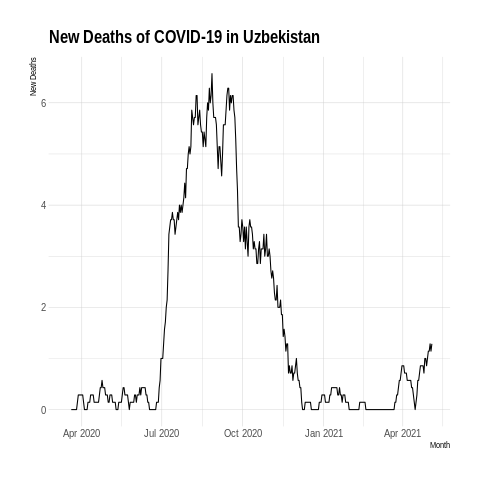 New Deaths of COVID-19 in Uzbekistan
New Deaths
6
4
2
0
Apr 2020 Jul 2020 Oct 2020 Jan 2021 Apr 2021
Month